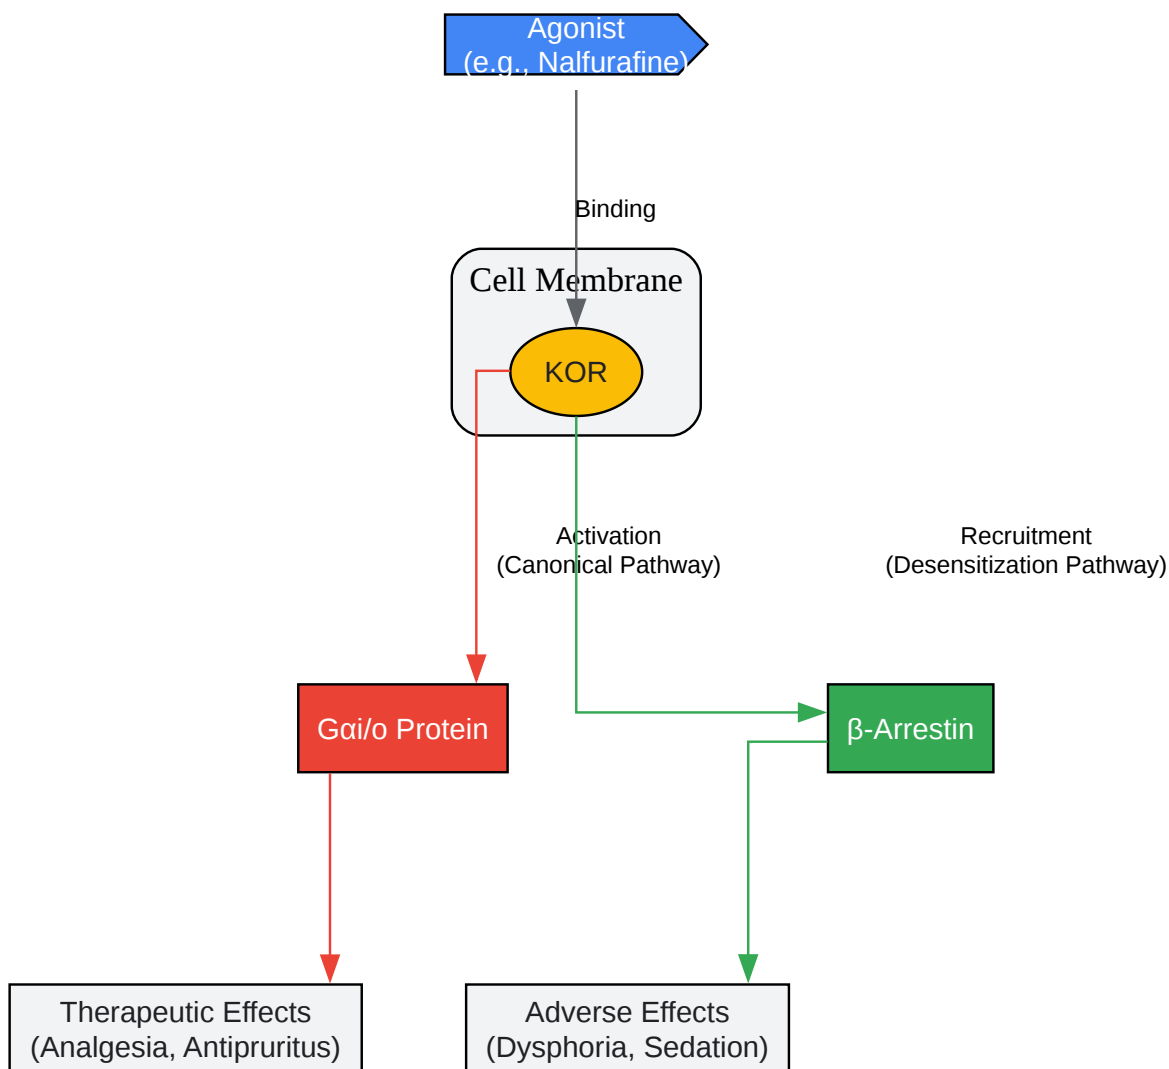 Agonist
(e.g., Nalfurafine)
Binding
Cell Membrane
KOR
Activation
(Canonical Pathway)
Recruitment
(Desensitization Pathway)
Gαi/o Protein
β-Arrestin
Therapeutic Effects
(Analgesia, Antipruritus)
Adverse Effects
(Dysphoria, Sedation)